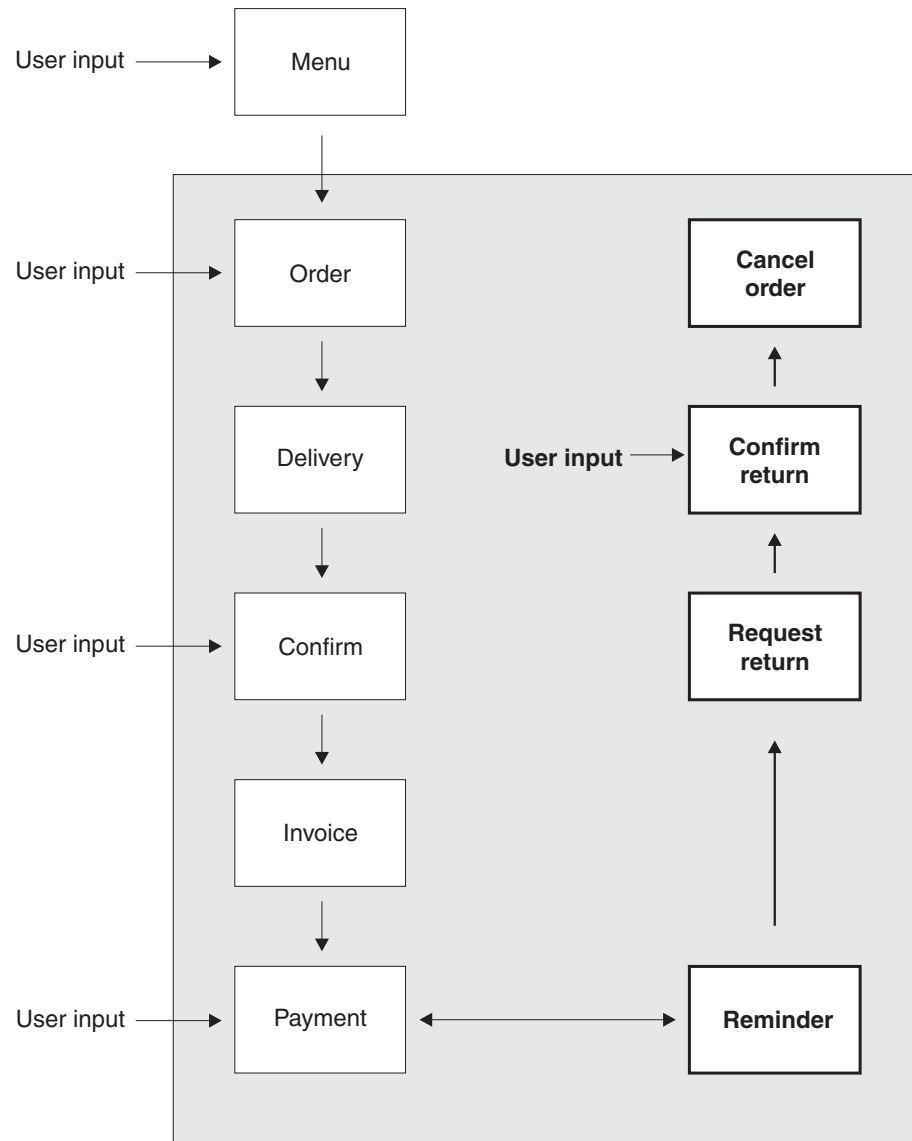 User input
Menu
User input
Order
Cancel
order
Delivery
User input
Confirm
return
User input
Confirm
Request
return
Invoice
User input
Payment
Reminder